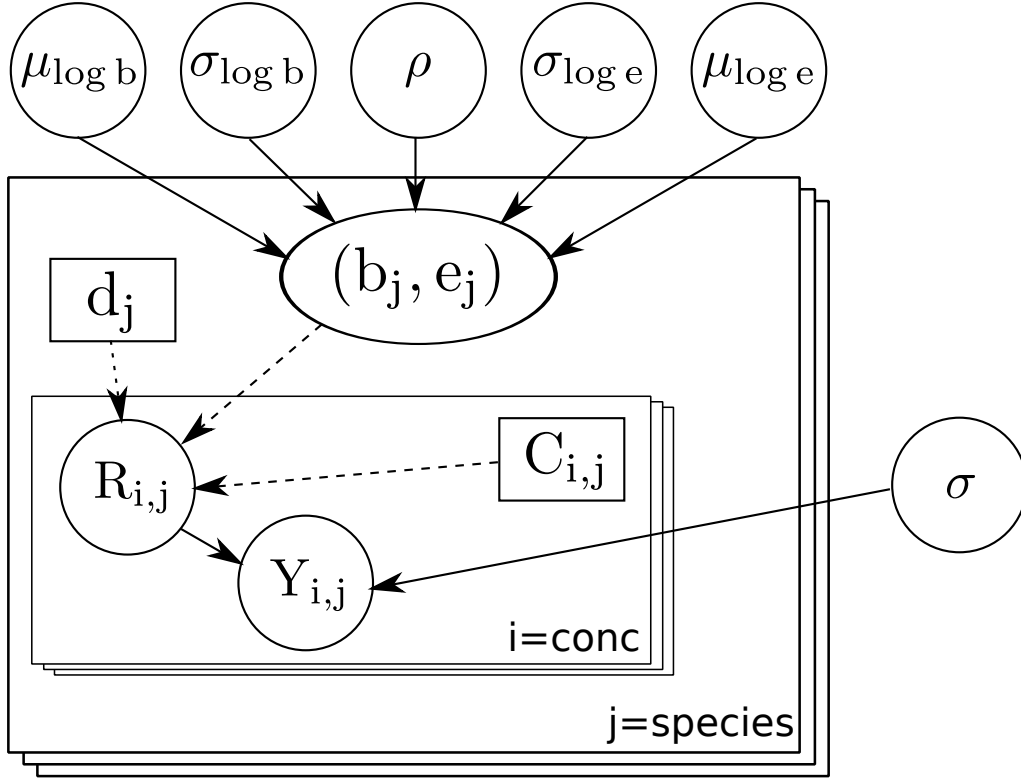 μ_log b σ_log b ρ σ_log e μ_log e
(b_j, e_j)
d_j
C_i,j
R_i,j
σ
Y_i,j
i=conc
j=species